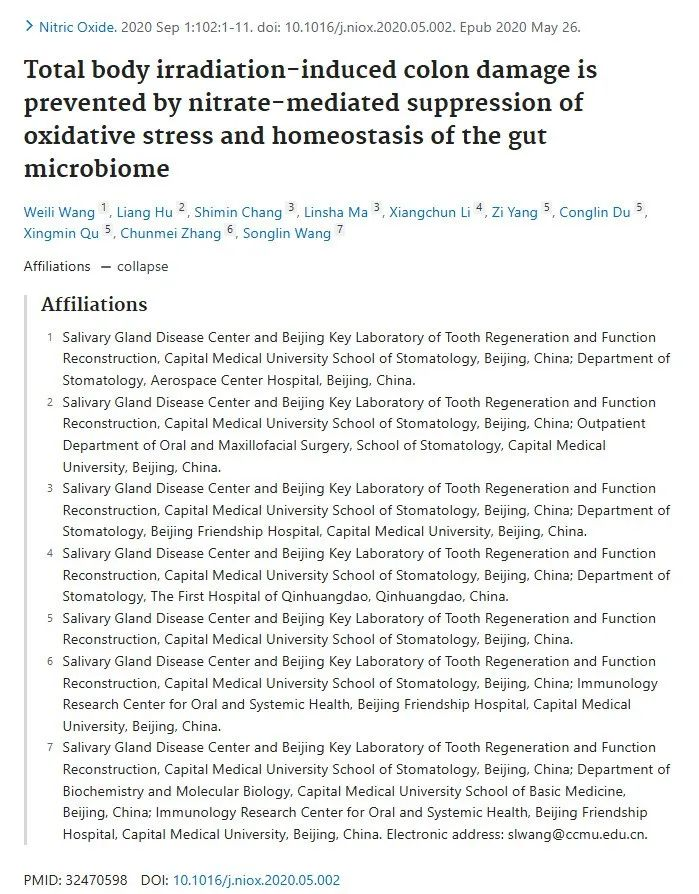 Nitric Oxide. 2020 Sep 1:102:1-11. doi: 10.1016/j.niox.2020.05.002. Epub 2020 May 26.
Total body irradiation-induced colon damage is
prevented by nitrate-mediated suppression of
oxidative stress and homeostasis of the gut
microbiome
Weili Wang 1, Liang Hu 2, Shimin Chang 3, Linsha Ma 3, Xiangchun Li 4, Zi Yang 5, Conglin Du 5,
Xingmin Qu 5, Chunmei Zhang 6, Songlin Wang 7
Affiliations — collapse
Affiliations
1 Salivary Gland Disease Center and Beijing Key Laboratory of Tooth Regeneration and Function
Reconstruction, Capital Medical University School of Stomatology, Beijing, China; Department of
Stomatology, Aerospace Center Hospital, Beijing, China.
2 Salivary Gland Disease Center and Beijing Key Laboratory of Tooth Regeneration and Function
Reconstruction, Capital Medical University School of Stomatology, Beijing, China; Outpatient
Department of Oral and Maxillofacial Surgery, School of Stomatology, Capital Medical
University, Beijing, China.
3 Salivary Gland Disease Center and Beijing Key Laboratory of Tooth Regeneration and Function
Reconstruction, Capital Medical University School of Stomatology, Beijing, China; Department of
Stomatology, Beijing Friendship Hospital, Capital Medical University, Beijing, China.
4 Salivary Gland Disease Center and Beijing Key Laboratory of Tooth Regeneration and Function
Reconstruction, Capital Medical University School of Stomatology, Beijing, China; Department of
Stomatology, The First Hospital of Qinhuangdao, Qinhuangdao, China.
5 Salivary Gland Disease Center and Beijing Key Laboratory of Tooth Regeneration and Function
Reconstruction, Capital Medical University School of Stomatology, Beijing, China.
6 Salivary Gland Disease Center and Beijing Key Laboratory of Tooth Regeneration and Function
Reconstruction, Capital Medical University School of Stomatology, Beijing, China; Immunology
Research Center for Oral and Systemic Health, Beijing Friendship Hospital, Capital Medical
University, Beijing, China.
7 Salivary Gland Disease Center and Beijing Key Laboratory of Tooth Regeneration and Function
Reconstruction, Capital Medical University School of Stomatology, Beijing, China; Department of
Biochemistry and Molecular Biology, Capital Medical University School of Basic Medicine,
Beijing, China; Immunology Research Center for Oral and Systemic Health, Beijing Friendship
Hospital, Capital Medical University, Beijing, China. Electronic address: slwang@ccmu.edu.cn.
PMID: 32470598 DOI: 10.1016/j.niox.2020.05.002